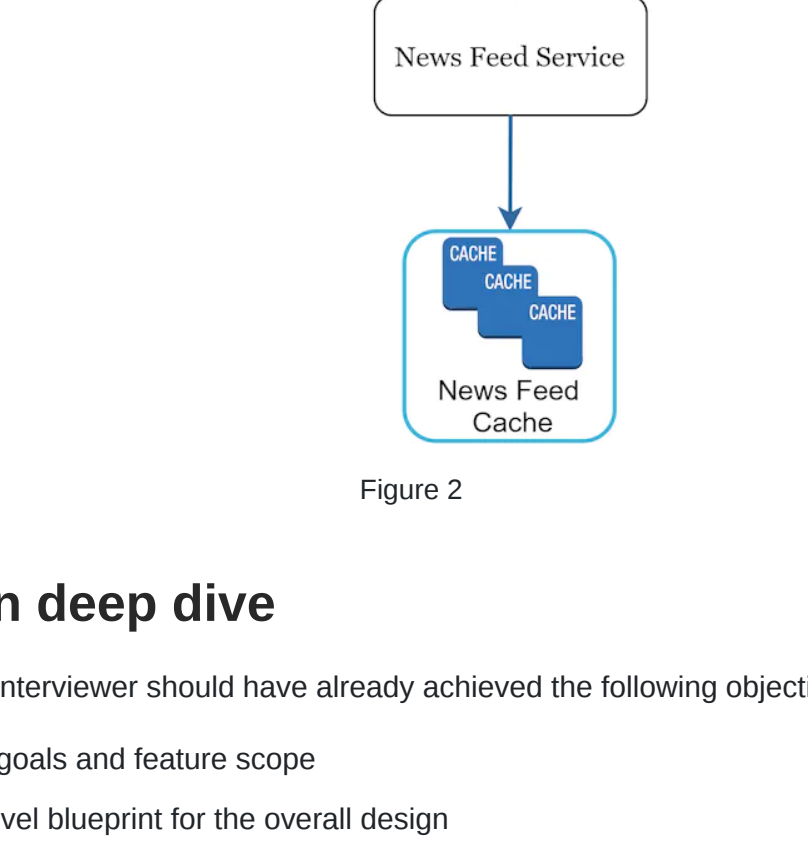 News Feed Service
CACHE
CACHE
CACHE
News Feed
Cache
Figure 2
n deep dive
nterviewer should have already achieved the following objecti
goals and feature scope
vel blueprint for the overall design